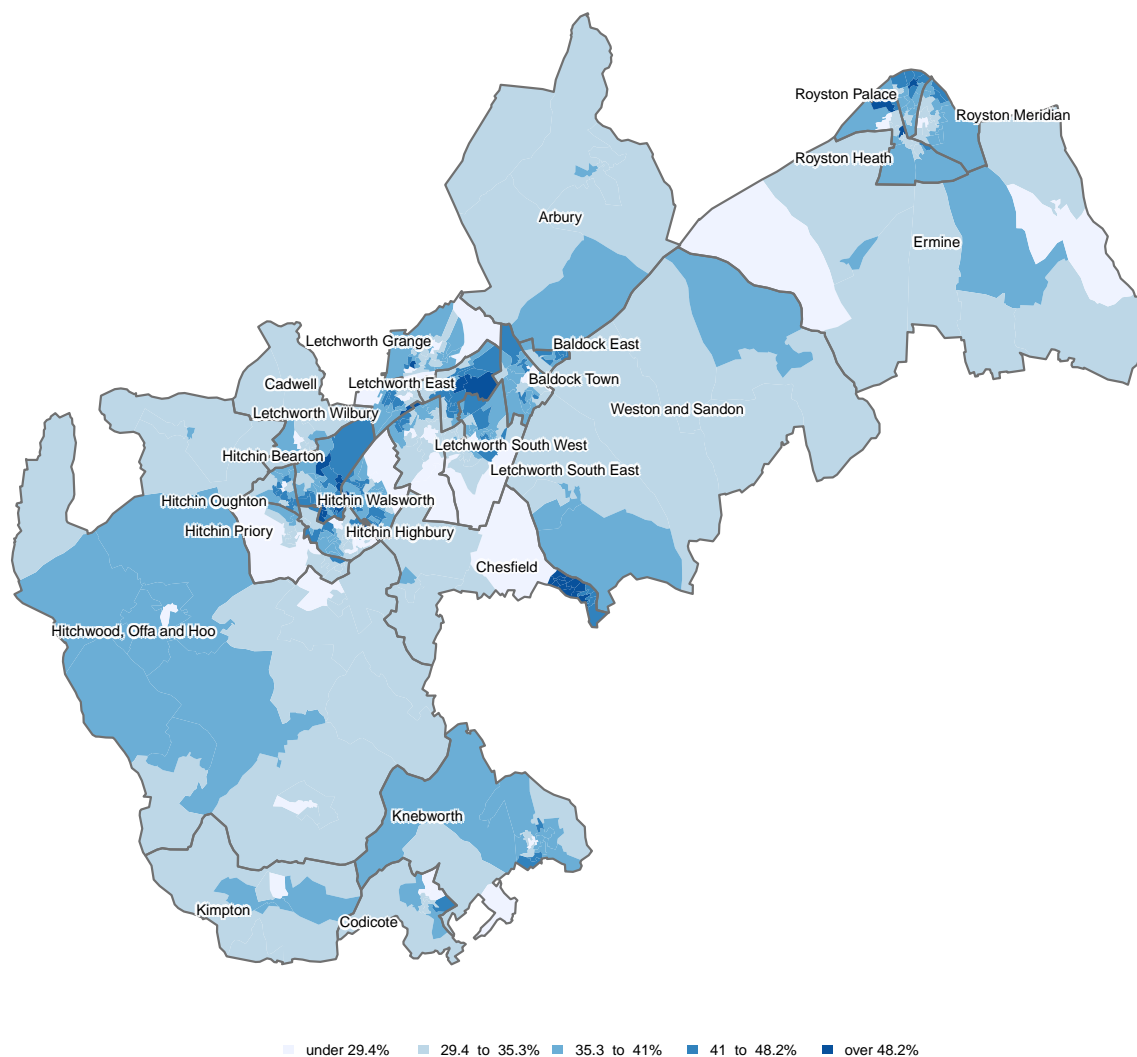 Royston Palace
Royston Meridian
Royston Heath
Arbury
Ermine
Letchworth Grange
Baldock East
Cadwell
Letchworth East
Baldock Town
Letchworth Wilbury
Weston and Sandon
Letchworth South West
Hitchin Bearton
Letchworth South East
Hitchin Oughton
Hitchin Walsworth
Hitchin Priory
Hitchin Highbury
Chesfield
Hitchwood, Offa and Hoo
Knebworth
Kimpton
Codicote
under 29.4% 29.4 to 35.3% 35.3 to 41% 41 to 48.2% over 48.2%